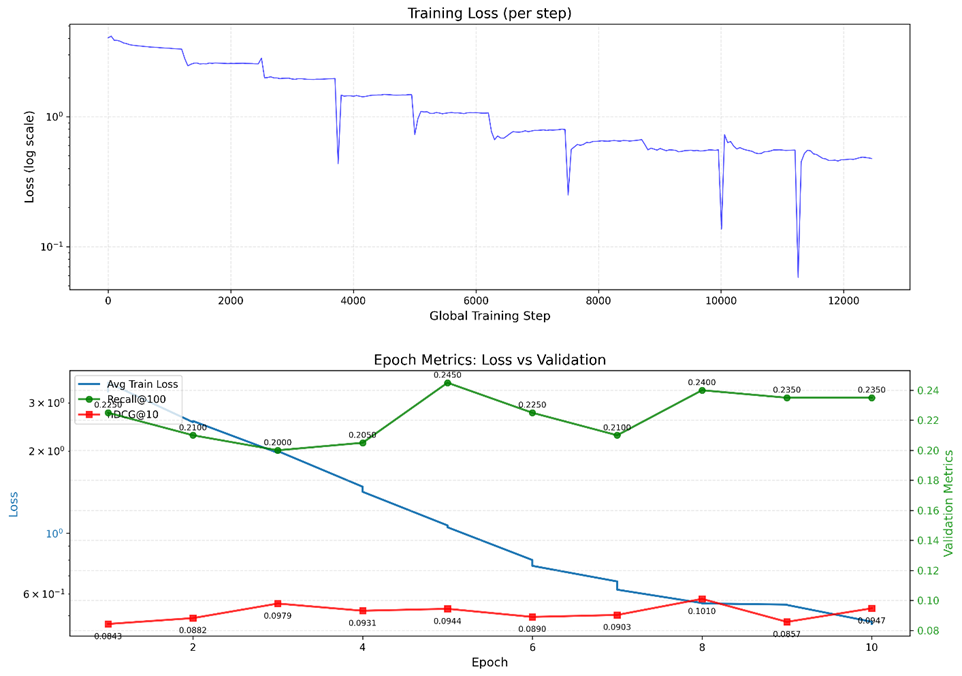 Training Loss (per step)
Loss (log scale)
10⁰
10⁻¹
0 2000 4000 6000 8000 10000 12000
Global Training Step
Epoch Metrics: Loss vs Validation
Avg Train Loss
Recall@100
nDCG@10
Loss
3 × 10⁰
2 × 10⁰
10⁰
6 × 10⁻¹
0.2250 0.2100 0.2000 0.2050 0.2450 0.2250 0.2100 0.2400 0.2350 0.2350
0.0843 0.0882 0.0979 0.0931 0.0944 0.0890 0.0903 0.1010 0.0857 0.0947
0.24
0.22
0.20
0.18
0.16
0.14
0.12
0.10
0.08
Validation Metrics
2 4 6 8 10
Epoch